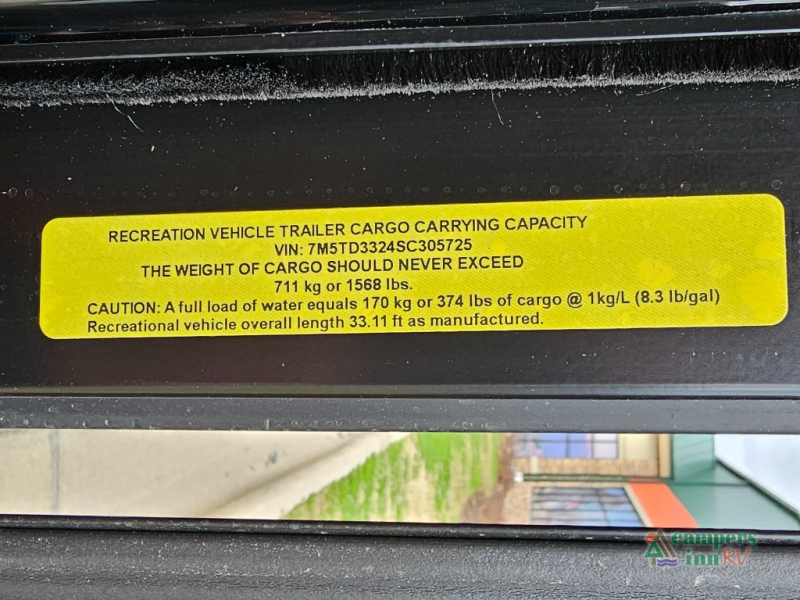 RECREATION VEHICLE TRAILER CARGO CARRYING CAPACITY
VIN: 7M5TD3324SC305725
THE WEIGHT OF CARGO SHOULD NEVER EXCEED
711 kg or 1568 lbs.
CAUTION: A full load of water equals 170 kg or 374 lbs of cargo @ 1kg/L (8.3 lb/gal)
Recreational vehicle overall length 33.11 ft as manufactured.
campers
inn RV